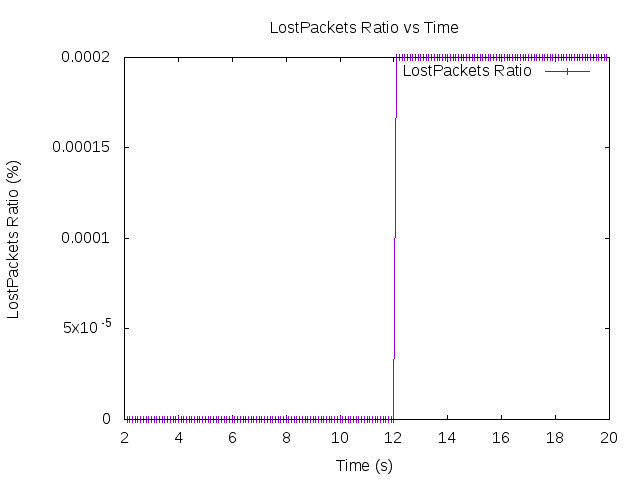 LostPackets Ratio vs Time
LostPackets Ratio (%)
0.0002
0.00015
0.0001
5x10⁻⁵
0
LostPackets Ratio
2 4 6 8 10 12 14 16 18 20
Time (s)